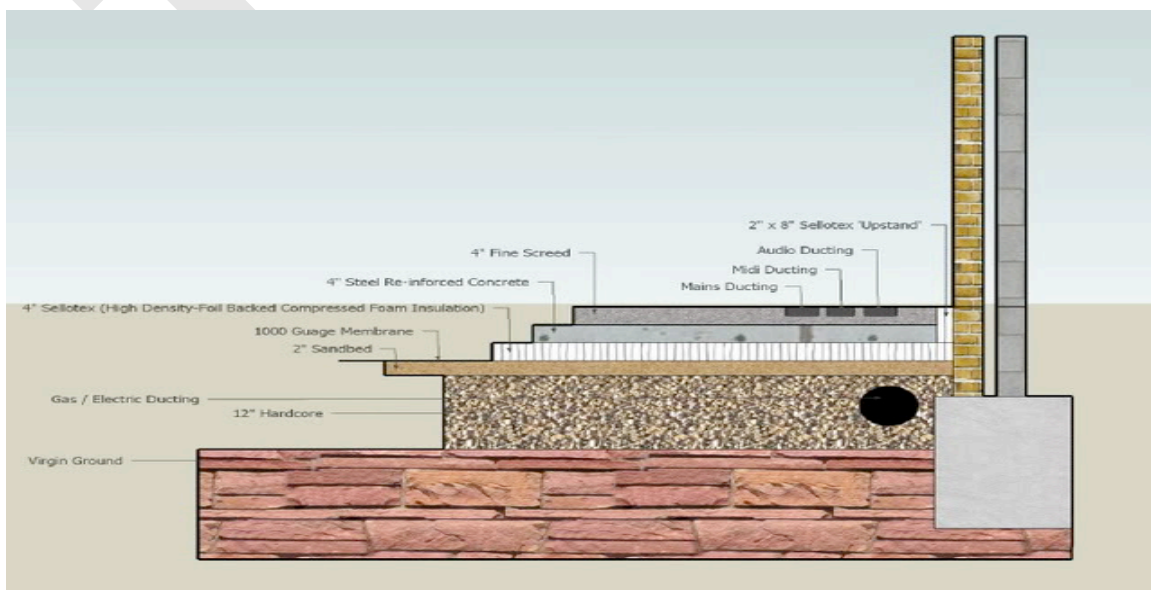 2" x 8" Sellotex 'Upstand'
Audio Ducting
4" Fine Screed
Midi Ducting
4" Steel Re-inforced Concrete
Mains Ducting
4" Sellotex (High Density-Foil Backed Compressed Foam Insulation)
1000 Guage Membrane
2" Sandbed
Gas / Electric Ducting
12" Hardcore
Virgin Ground